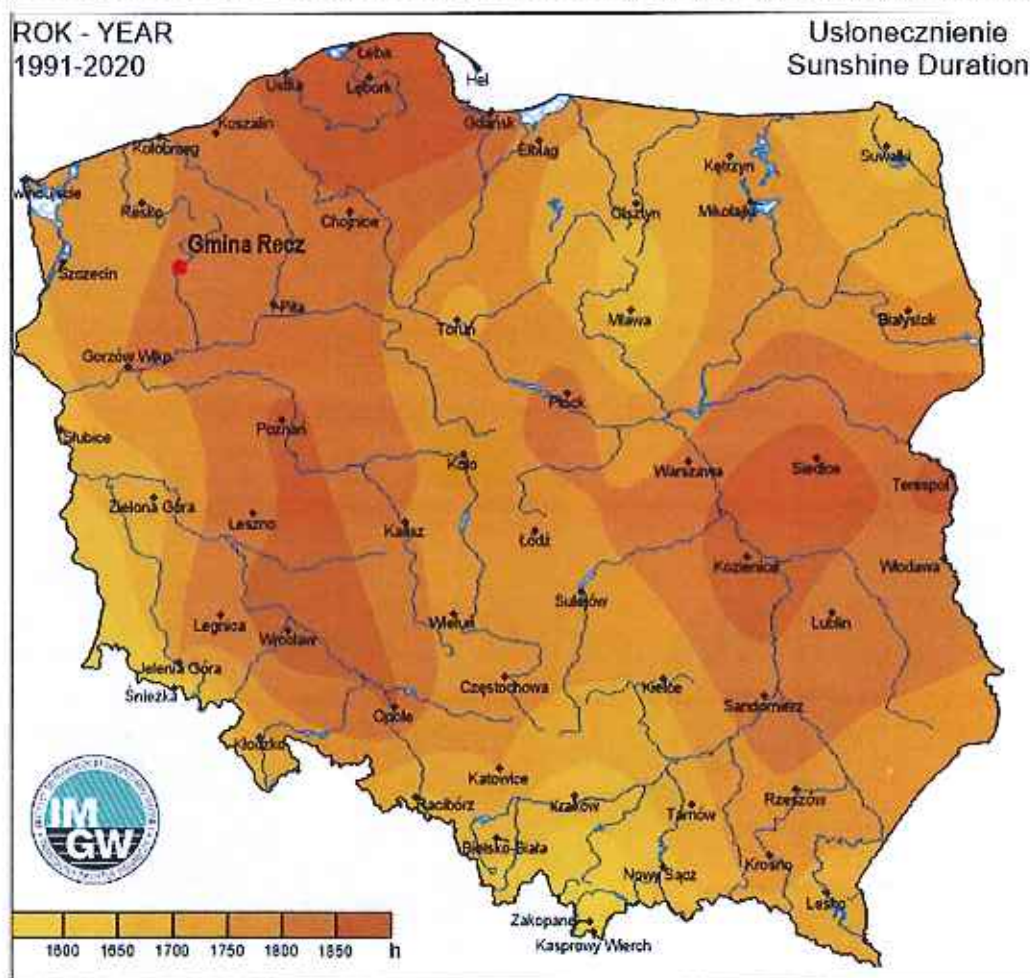 ROK - YEAR
1991-2020
Usłonecznienie
Sunshine Duration
Łeba
Ustka
Lębork
Hel
Koszalin
Gdańsk
Kołobrzeg
Elbląg
Kętrzyn
Suwałki
Resko
Chojnice
Olsztyn
Mikołajki
Gmina Recz
Szczecin
Piła
Toruń
Mława
Białystok
Gorzów Wlkp.
Płock
Słubice
Poznań
Koło
Warszawa
Siedlce
Terespol
Zielona Góra
Leszno
Kalisz
Łódź
Kozienice
Włodawa
Sulejów
Legnica
Wrocław
Wieluń
Lublin
Jelenia Góra
Śnieżka
Częstochowa
Kielce
Opole
Sandomierz
Kłodzko
Katowice
Racibórz
Kraków
Tarnów
Rzeszów
Bielsko-Biała
Nowy Sącz
Krosno
Lesko
Zakopane
Kasprowy Wierch
IM
GW
1600 1650 1700 1750 1800 1850 h